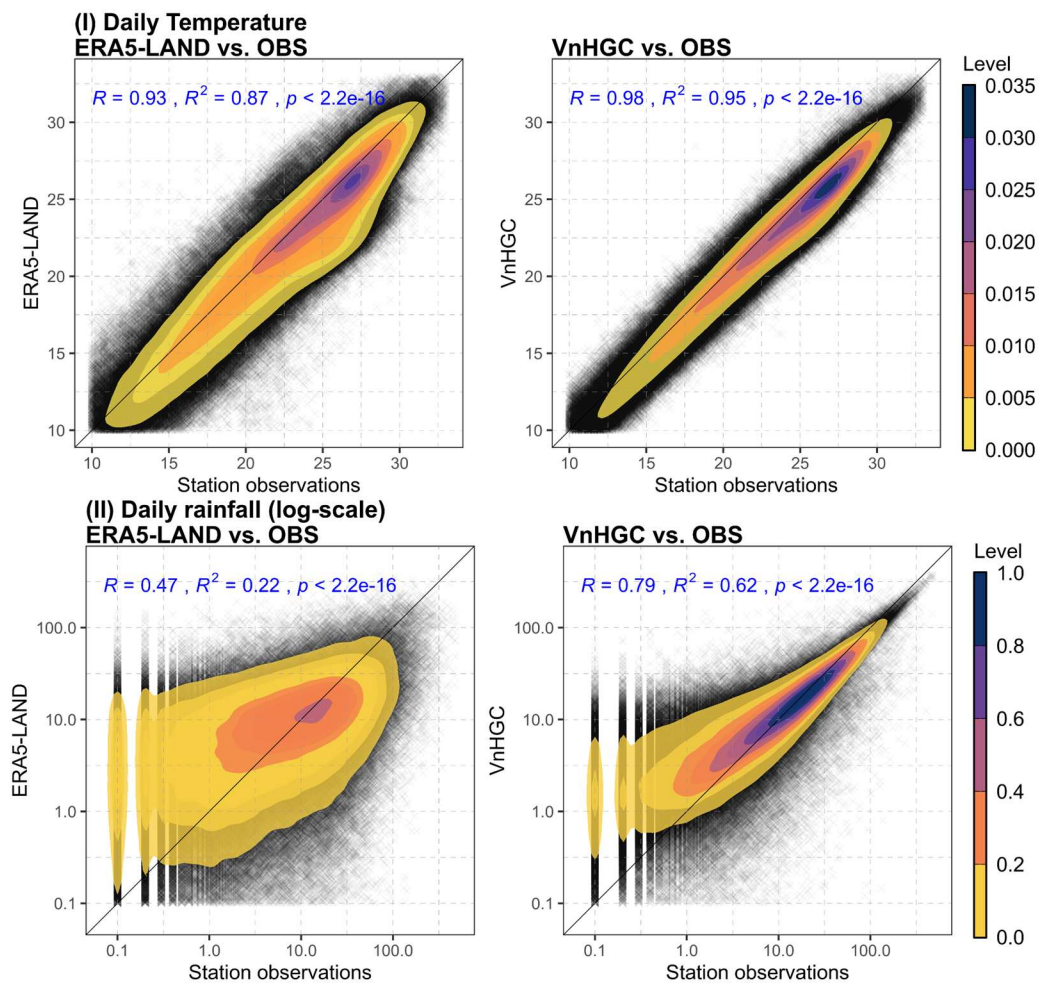 (I) Daily Temperature
ERA5-LAND vs. OBS
VnHGC vs. OBS
R = 0.93 , R² = 0.87 , p < 2.2e-16
R = 0.98 , R² = 0.95 , p < 2.2e-16
Level
0.035
0.030
0.025
0.020
0.015
0.010
0.005
0.000
ERA5-LAND
30
25
20
15
10
10 15 20 25 30
Station observations
VnHGC
30
25
20
15
10
10 15 20 25 30
Station observations
(II) Daily rainfall (log-scale)
ERA5-LAND vs. OBS
VnHGC vs. OBS
R = 0.47 , R² = 0.22 , p < 2.2e-16
R = 0.79 , R² = 0.62 , p < 2.2e-16
Level
1.0
0.8
0.6
0.4
0.2
0.0
ERA5-LAND
100.0
10.0
1.0
0.1
0.1 1.0 10.0 100.0
Station observations
VnHGC
100.0
10.0
1.0
0.1
0.1 1.0 10.0 100.0
Station observations